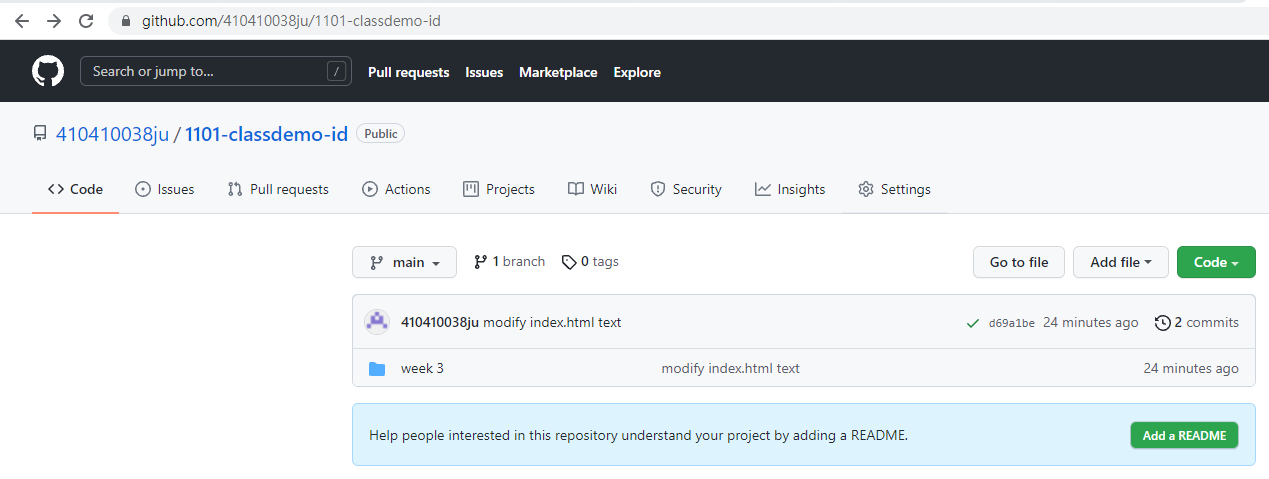 github.com/410410038ju/1101-classdemo-id
Search or jump to... / Pull requests Issues Marketplace Explore
410410038ju / 1101-classdemo-id Public
Code Issues Pull requests Actions Projects Wiki Security Insights Settings
main 1 branch 0 tags Go to file Add file Code
410410038ju modify index.html text d69a1be 24 minutes ago 2 commits
week 3 modify index.html text 24 minutes ago
Help people interested in this repository understand your project by adding a README. Add a README